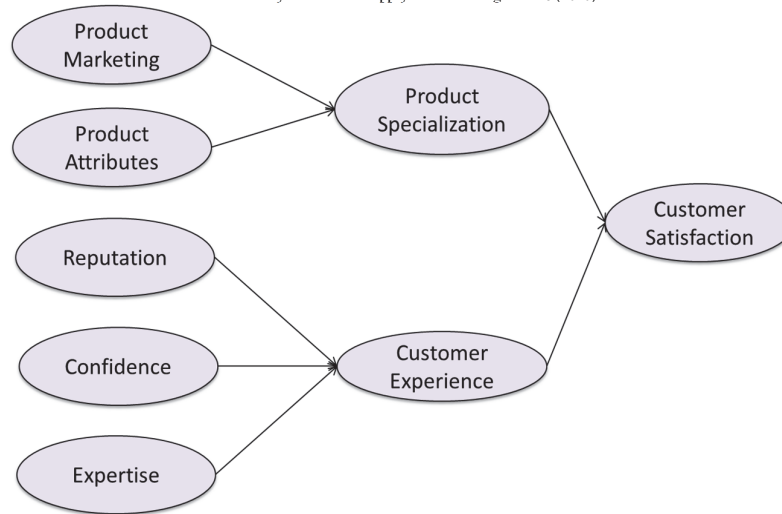 Product
Marketing
Product
Attributes
Product
Specialization
Reputation
Customer
Satisfaction
Confidence
Customer
Experience
Expertise